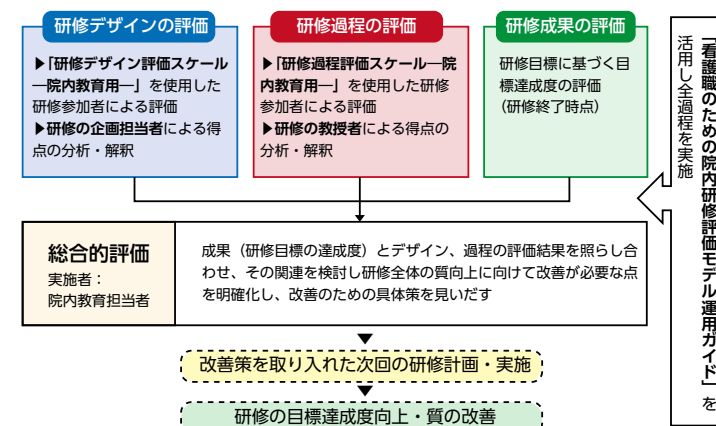 研修デザインの評価
▶「研修デザイン評価スケール
―院内教育用―」を使用した
研修参加者による評価
▶研修の企画担当者による得
点の分析・解釈
研修過程の評価
▶「研修過程評価スケール―院
内教育用―」を使用した研修
参加者による評価
▶研修の教授者による得点の
分析・解釈
研修成果の評価
研修目標に基づく目
標達成度の評価
（研修終了時点）
「看護職のための院内研修評価モデル運用ガイド」を
活用し全過程を実施
総合的評価
実施者：
院内教育担当者
成果（研修目標の達成度）とデザイン、過程の評価結果を照らし合
わせ、その関連を検討し研修全体の質向上に向けて改善が必要な点
を明確化し、改善のための具体策を見いだす
改善策を取り入れた次回の研修計画・実施
研修の目標達成度向上・質の改善